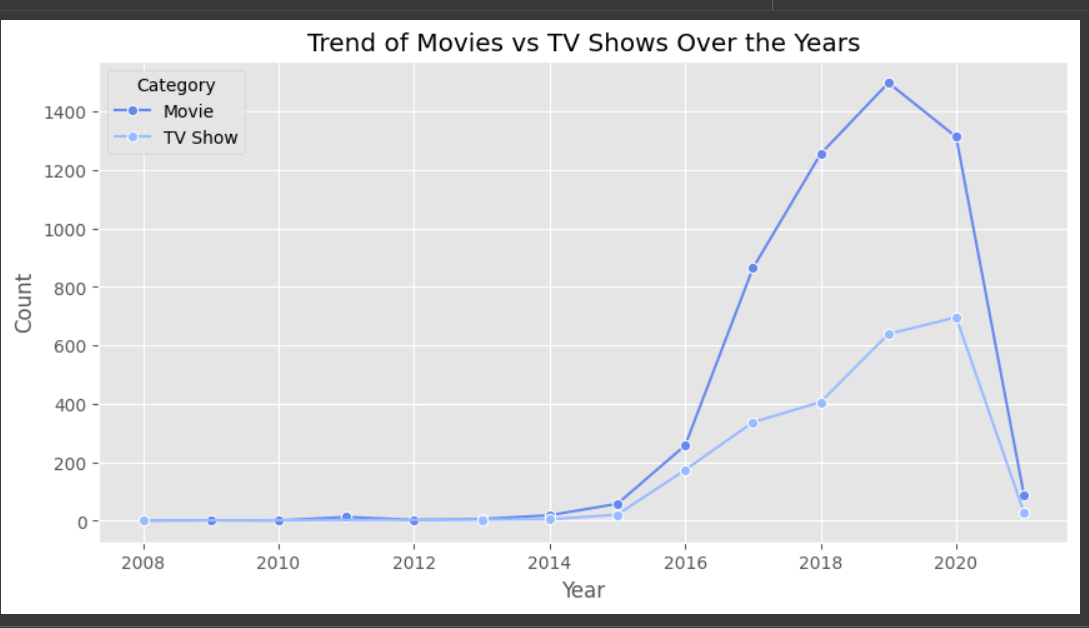 Trend of Movies vs TV Shows Over the Years
Category
Movie
TV Show
1400
1200
1000
800
600
400
200
0
Count
2008 2010 2012 2014 2016 2018 2020
Year